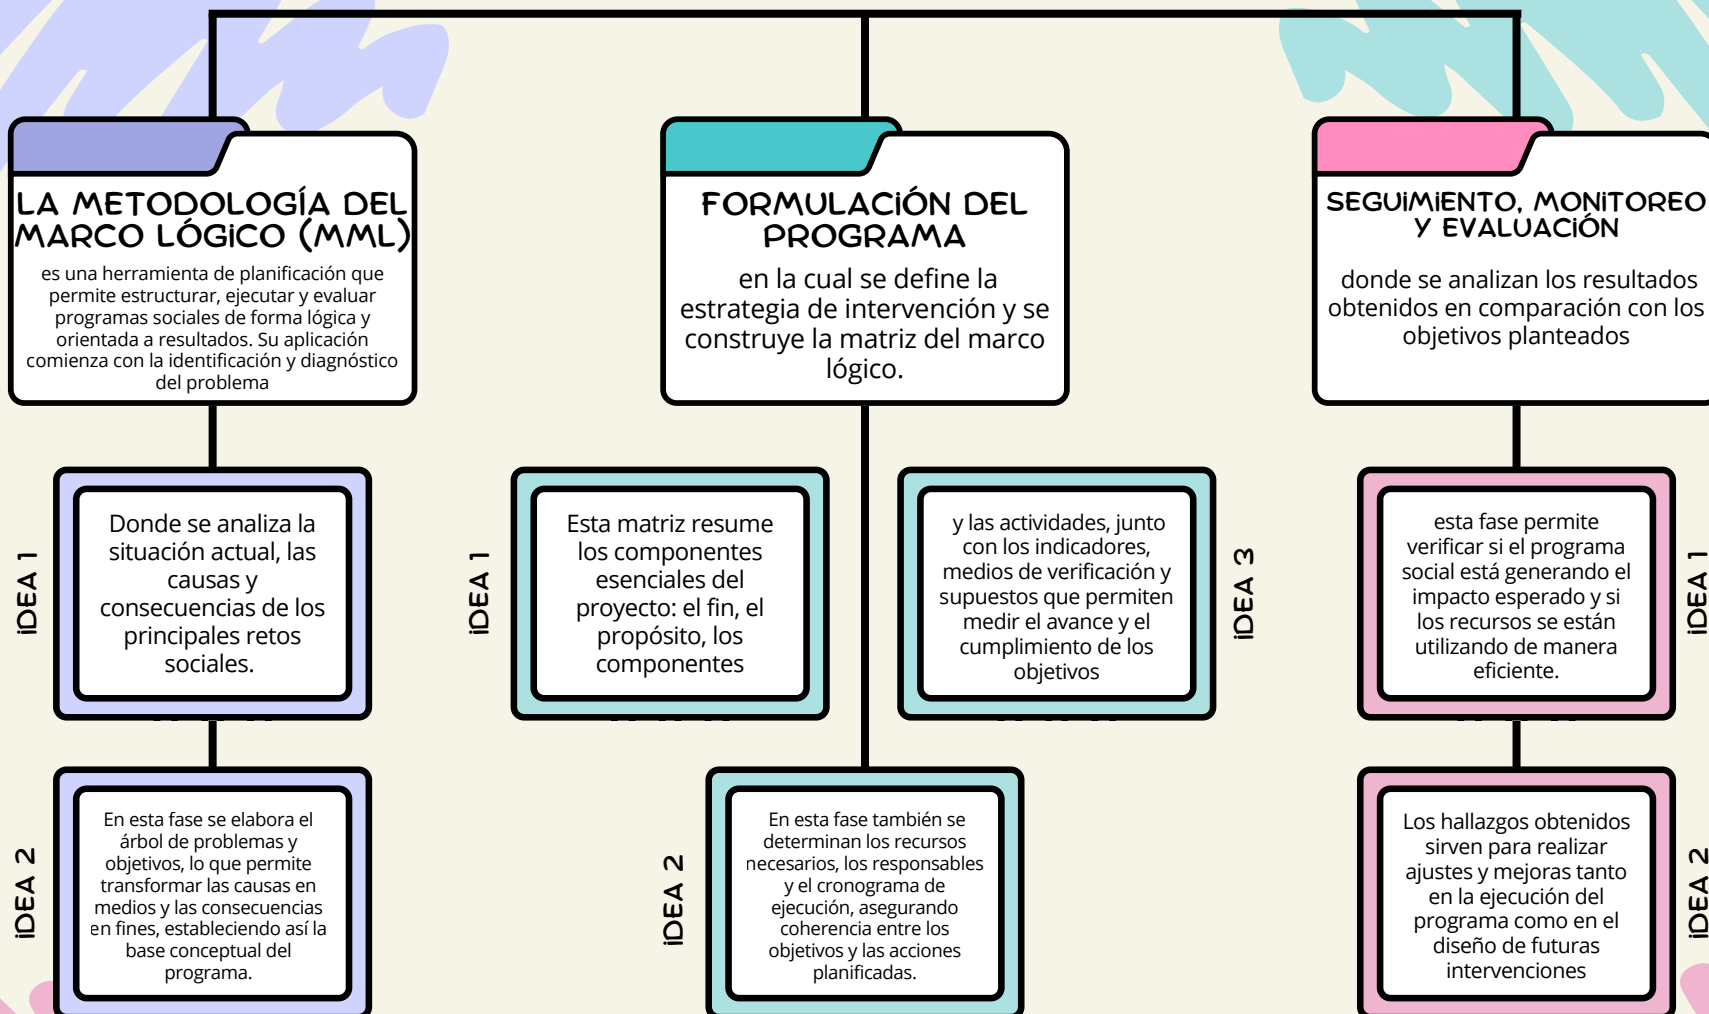 LA METODOLOGÍA DEL
MARCO LÓGICO (MML)
es una herramienta de planificación que
permite estructurar, ejecutar y evaluar
programas sociales de forma lógica y
orientada a resultados. Su aplicación
comienza con la identificación y diagnóstico
del problema
IDEA 1
Donde se analiza la
situación actual, las
causas y
consecuencias de los
principales retos
sociales.
IDEA 2
En esta fase se elabora el
árbol de problemas y
objetivos, lo que permite
transformar las causas en
medios y las consecuencias
en fines, estableciendo así la
base conceptual del
programa.
FORMULACIÓN DEL
PROGRAMA
en la cual se define la
estrategia de intervención y se
construye la matriz del marco
lógico.
IDEA 1
Esta matriz resume
los componentes
esenciales del
proyecto: el fin, el
propósito, los
componentes
y las actividades, junto
con los indicadores,
medios de verificación y
supuestos que permiten
medir el avance y el
cumplimiento de los
objetivos
IDEA 3
IDEA 2
En esta fase también se
determinan los recursos
necesarios, los responsables
y el cronograma de
ejecución, asegurando
coherencia entre los
objetivos y las acciones
planificadas.
SEGUIMIENTO, MONITOREO
Y EVALUACIÓN
donde se analizan los resultados
obtenidos en comparación con los
objetivos planteados
esta fase permite
verificar si el programa
social está generando el
impacto esperado y si
los recursos se están
utilizando de manera
eficiente.
IDEA 1
Los hallazgos obtenidos
sirven para realizar
ajustes y mejoras tanto
en la ejecución del
programa como en el
diseño de futuras
intervenciones
IDEA 2